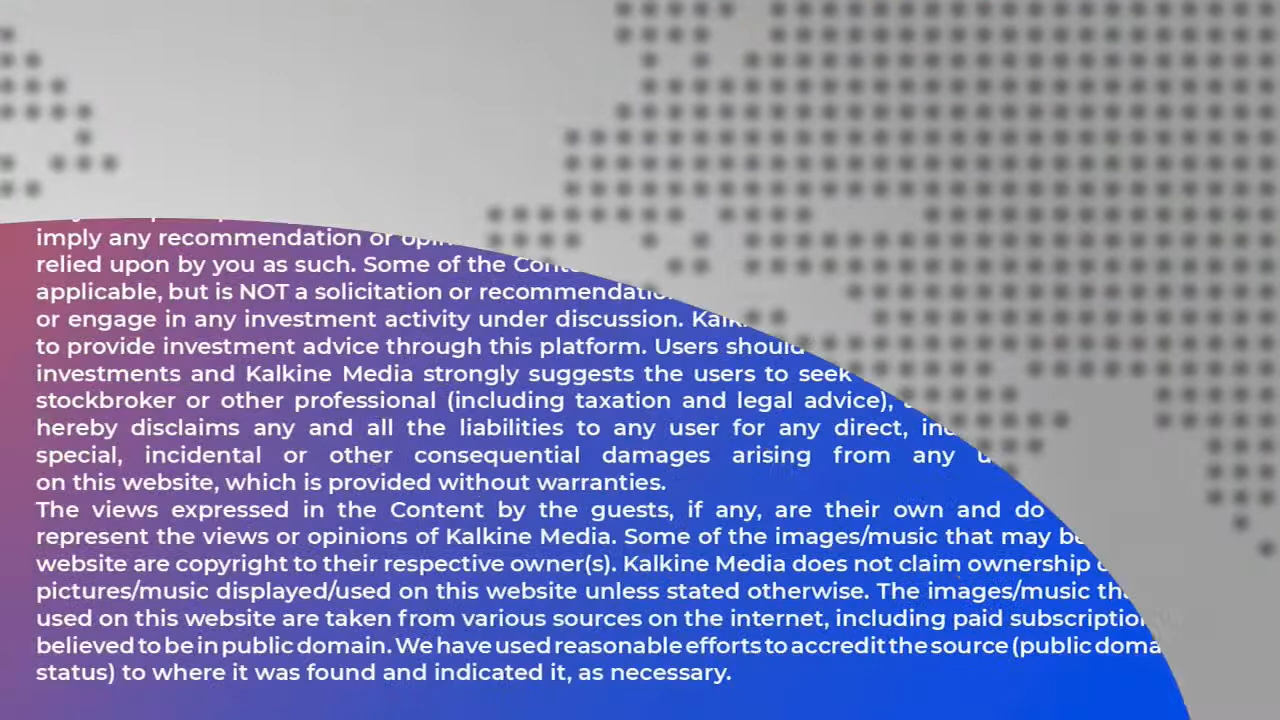 imply any recommendation or
relied upon by you as such. Some of the
applicable, but is NOT a solicitation or recommendation
or engage in any investment activity under discussion.
to provide investment advice through this platform. Users should
investments and Kalkine Media strongly suggests the users to seek
stockbroker or other professional (including taxation and legal advice),
hereby disclaims any and all the liabilities to any user for any direct,
special, incidental or other consequential damages arising from any
on this website, which is provided without warranties.
The views expressed in the Content by the guests, if any, are their own and do
represent the views or opinions of Kalkine Media. Some of the images/music that may be
website are copyright to their respective owner(s). Kalkine Media does not claim ownership
pictures/music displayed/used on this website unless stated otherwise. The images/music
used on this website are taken from various sources on the internet, including paid
believed to be in public domain. We have used reasonable efforts to accredit the source (public
status) to where it was found and indicated it, as necessary.